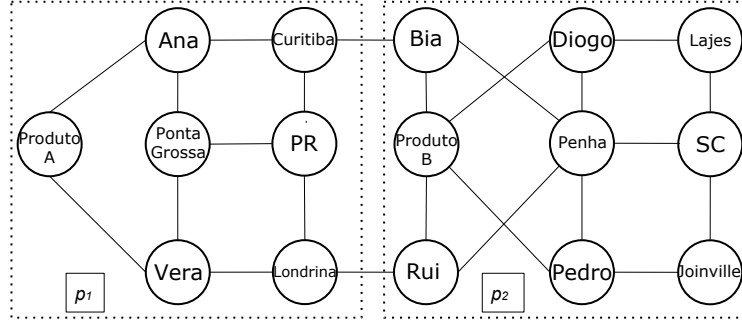 Ana
Curitiba
Bia
Diogo
Lajes
Produto
A
Ponta
Grossa
PR
Produto
B
Penha
SC
Vera
Londrina
Rui
Pedro
Joinville
p1
p2